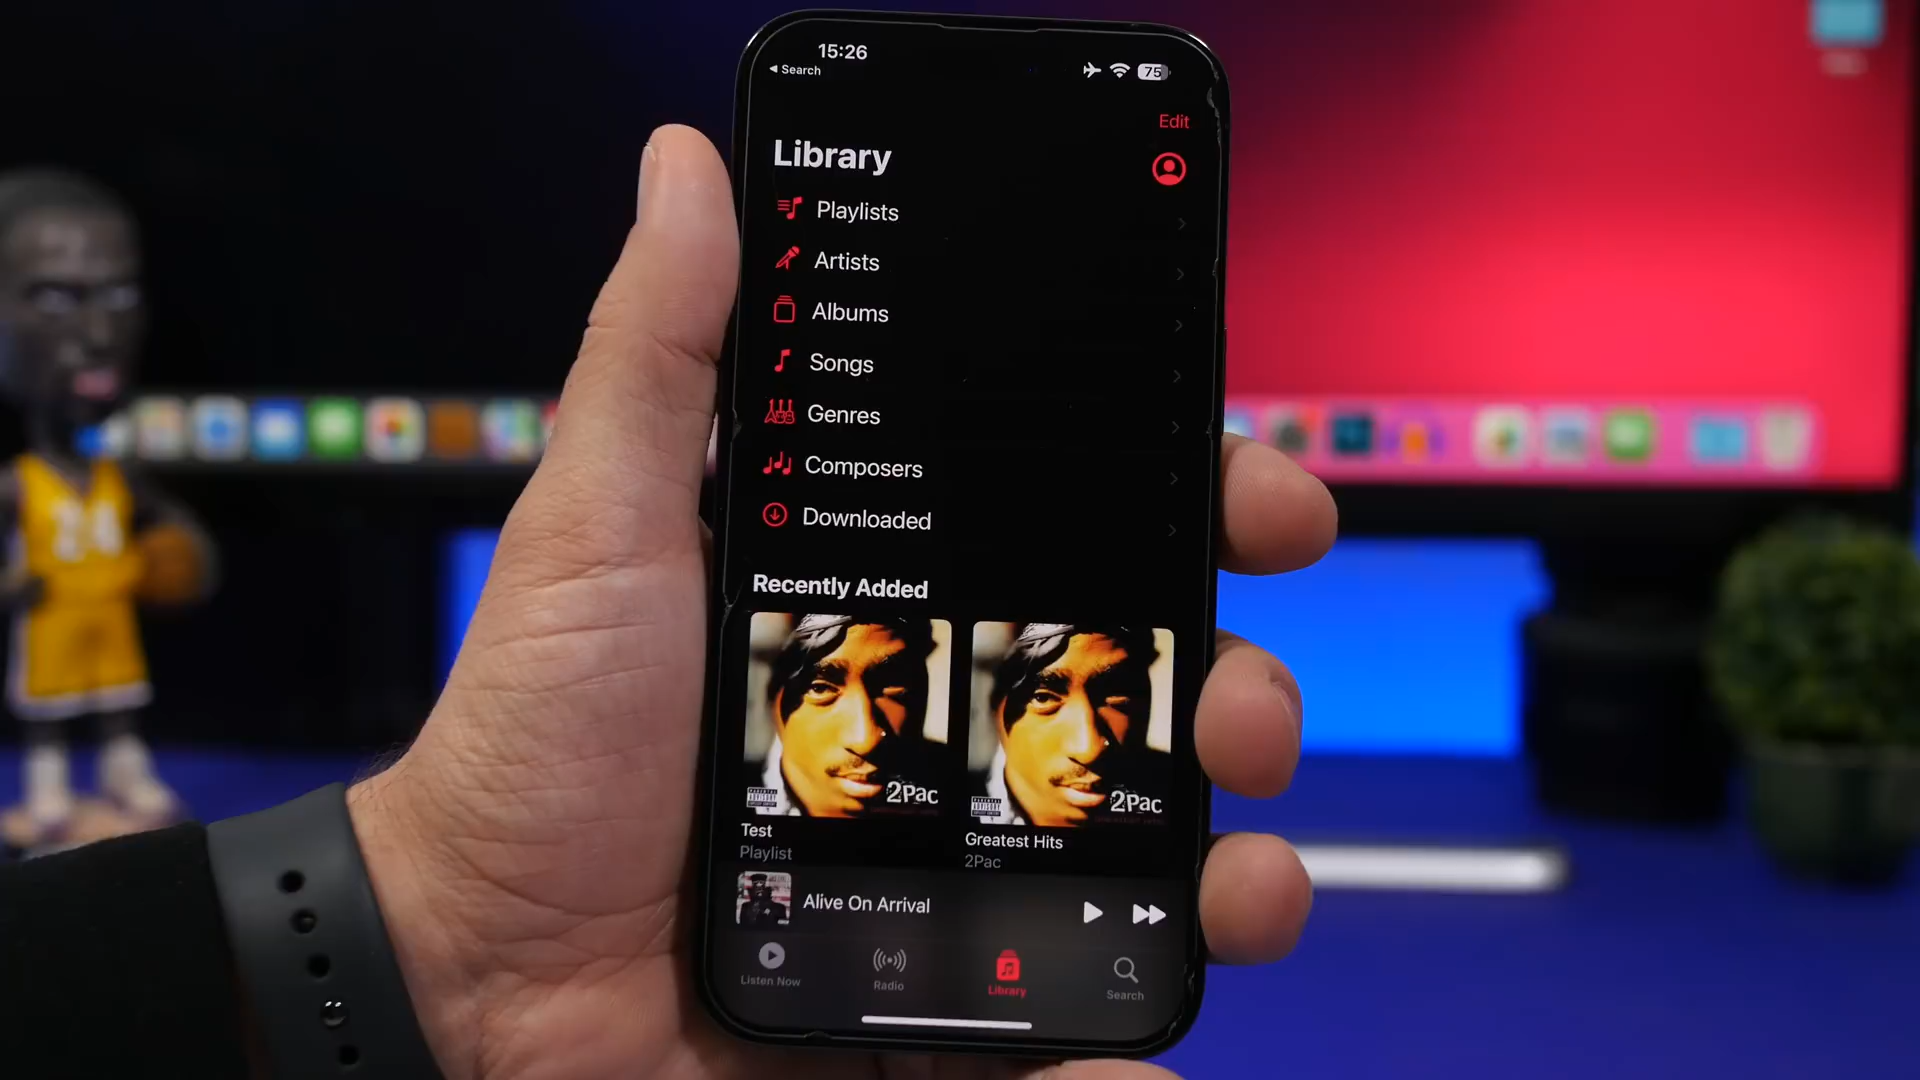 15:26
Search
75
Edit
Library
Playlists
Artists
Albums
Songs
Genres
Composers
Downloaded
Recently Added
2Pac
2Pac
Test
Playlist
Greatest Hits
2Pac
Alive On Arrival
Listen Now
Radio
Library
Search
24